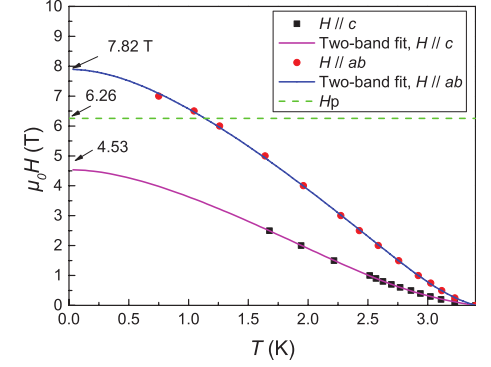 10
9
8
7
6
5
4
3
2
1
0
0.0
0.5
1.0
1.5
2.0
2.5
3.0
μ₀H (T)
T (K)
7.82 T
6.26
4.53
H // c
Two-band fit, H // c
H // ab
Two-band fit, H // ab
Hp